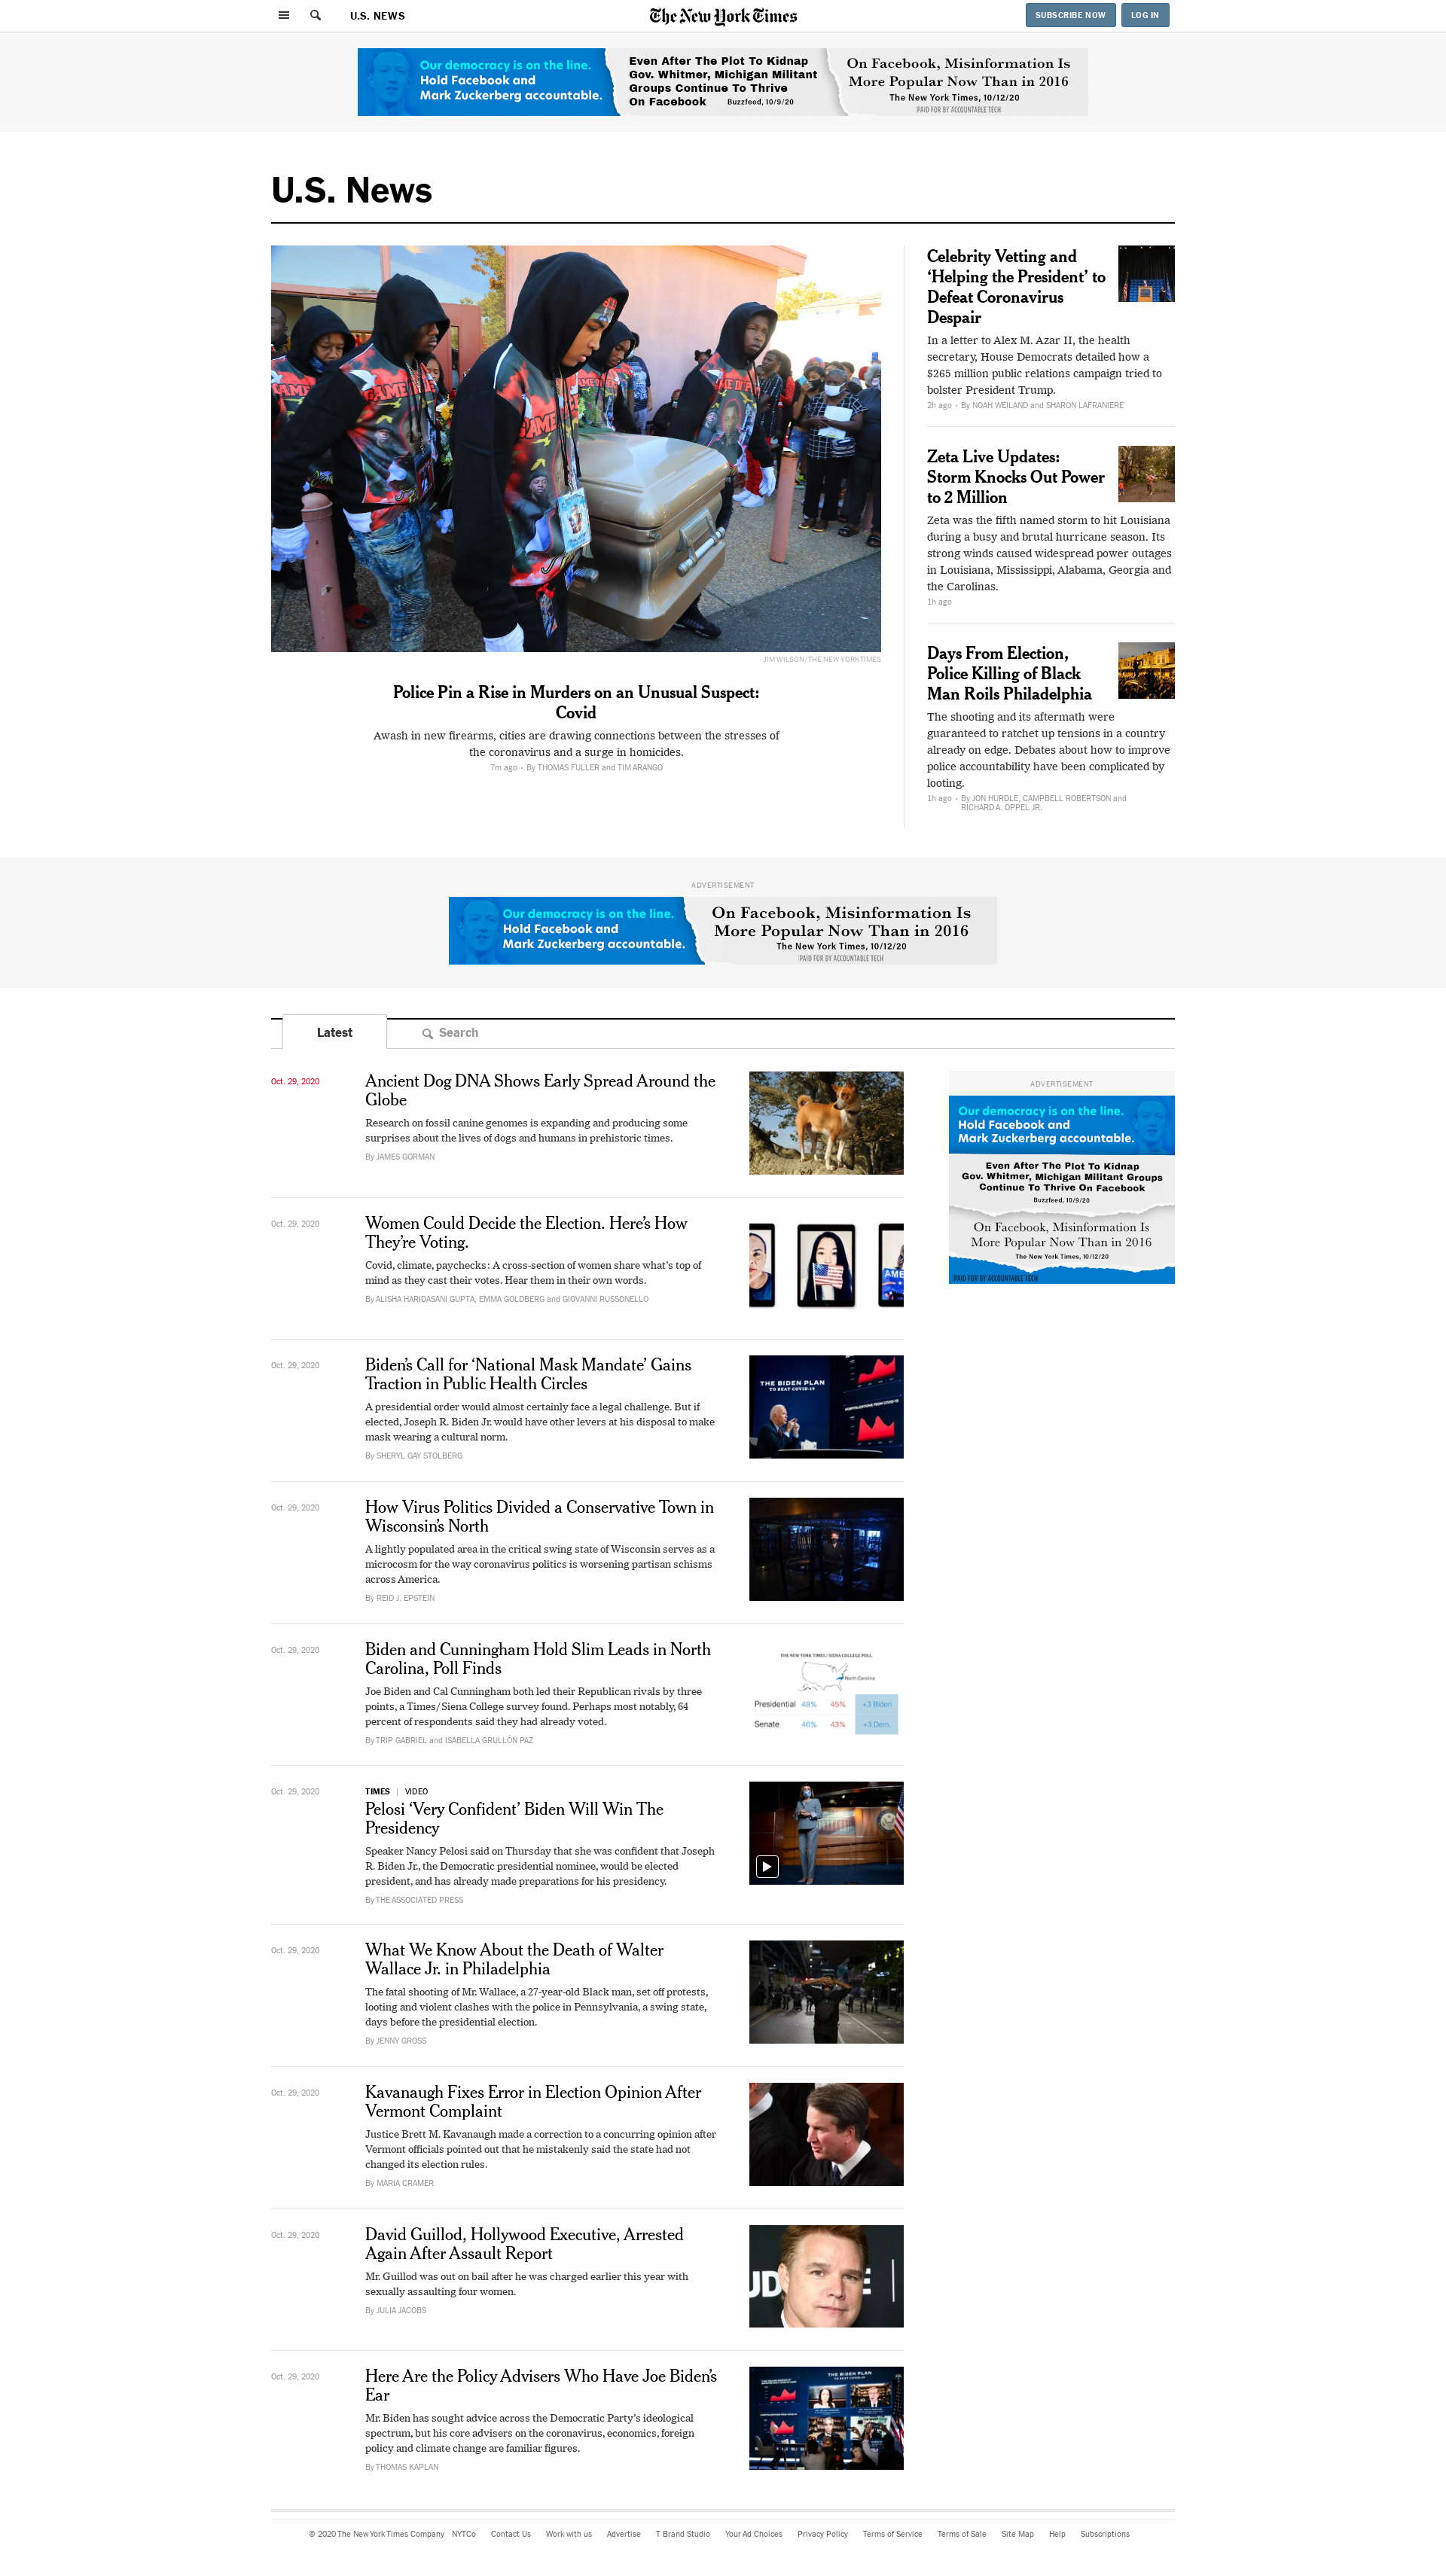 U.S. NEWS
The New York Times
SUBSCRIBE NOW
LOG IN
Our democracy is on the line.
Hold Facebook and
Mark Zuckerberg accountable.
Even After The Plot To Kidnap
Gov. Whitmer, Michigan Militant
Groups Continue To Thrive
On Facebook Buzzfeed, 10/9/20
On Facebook, Misinformation Is
More Popular Now Than in 2016
The New York Times, 10/12/20
PAID FOR BY ACCOUNTABLE TECH
U.S. News
JIM WILSON/THE NEW YORK TIMES
Police Pin a Rise in Murders on an Unusual Suspect:
Covid
Awash in new firearms, cities are drawing connections between the stresses of
the coronavirus and a surge in homicides.
7m ago • By THOMAS FULLER and TIM ARANGO
Celebrity Vetting and
‘Helping the President’ to
Defeat Coronavirus
Despair
In a letter to Alex M. Azar II, the health
secretary, House Democrats detailed how a
$265 million public relations campaign tried to
bolster President Trump.
2h ago • By NOAH WEILAND and SHARON LAFRANIERE
Zeta Live Updates:
Storm Knocks Out Power
to 2 Million
Zeta was the fifth named storm to hit Louisiana
during a busy and brutal hurricane season. Its
strong winds caused widespread power outages
in Louisiana, Mississippi, Alabama, Georgia and
the Carolinas.
1h ago
Days From Election,
Police Killing of Black
Man Roils Philadelphia
The shooting and its aftermath were
guaranteed to ratchet up tensions in a country
already on edge. Debates about how to improve
police accountability have been complicated by
looting.
1h ago • By JON HURDLE, CAMPBELL ROBERTSON and
RICHARD A. OPPEL JR.
ADVERTISEMENT
Our democracy is on the line.
Hold Facebook and
Mark Zuckerberg accountable.
On Facebook, Misinformation Is
More Popular Now Than in 2016
The New York Times, 10/12/20
PAID FOR BY ACCOUNTABLE TECH
Latest
Search
Oct. 29, 2020
Ancient Dog DNA Shows Early Spread Around the
Globe
Research on fossil canine genomes is expanding and producing some
surprises about the lives of dogs and humans in prehistoric times.
By JAMES GORMAN
ADVERTISEMENT
Our democracy is on the line.
Hold Facebook and
Mark Zuckerberg accountable.
Even After The Plot To Kidnap
Gov. Whitmer, Michigan Militant Groups
Continue To Thrive On Facebook
Buzzfeed, 10/9/20
On Facebook, Misinformation Is
More Popular Now Than in 2016
The New York Times, 10/12/20
PAID FOR BY ACCOUNTABLE TECH
Oct. 29, 2020
Women Could Decide the Election. Here’s How
They’re Voting.
Covid, climate, paychecks: A cross-section of women share what’s top of
mind as they cast their votes. Hear them in their own words.
By ALISHA HARIDASANI GUPTA, EMMA GOLDBERG and GIOVANNI RUSSONELLO
Oct. 29, 2020
Biden’s Call for ‘National Mask Mandate’ Gains
Traction in Public Health Circles
A presidential order would almost certainly face a legal challenge. But if
elected, Joseph R. Biden Jr. would have other levers at his disposal to make
mask wearing a cultural norm.
By SHERYL GAY STOLBERG
THE BIDEN PLAN
TO BEAT COVID-19
Oct. 29, 2020
How Virus Politics Divided a Conservative Town in
Wisconsin’s North
A lightly populated area in the critical swing state of Wisconsin serves as a
microcosm for the way coronavirus politics is worsening partisan schisms
across America.
By REID J. EPSTEIN
Oct. 29, 2020
Biden and Cunningham Hold Slim Leads in North
Carolina, Poll Finds
Joe Biden and Cal Cunningham both led their Republican rivals by three
points, a Times/Siena College survey found. Perhaps most notably, 64
percent of respondents said they had already voted.
By TRIP GABRIEL and ISABELLA GRULLÓN PAZ
THE NEW YORK TIMES / SIENA COLLEGE POLL
North Carolina
Presidential 48% 45% +3 Biden
Senate 46% 43% +3 Dem.
Oct. 29, 2020
TIMES | VIDEO
Pelosi ‘Very Confident’ Biden Will Win The
Presidency
Speaker Nancy Pelosi said on Thursday that she was confident that Joseph
R. Biden Jr., the Democratic presidential nominee, would be elected
president, and has already made preparations for his presidency.
By THE ASSOCIATED PRESS
Oct. 29, 2020
What We Know About the Death of Walter
Wallace Jr. in Philadelphia
The fatal shooting of Mr. Wallace, a 27-year-old Black man, set off protests,
looting and violent clashes with the police in Pennsylvania, a swing state,
days before the presidential election.
By JENNY GROSS
Oct. 29, 2020
Kavanaugh Fixes Error in Election Opinion After
Vermont Complaint
Justice Brett M. Kavanaugh made a correction to a concurring opinion after
Vermont officials pointed out that he mistakenly said the state had not
changed its election rules.
By MARIA CRAMER
Oct. 29, 2020
David Guillod, Hollywood Executive, Arrested
Again After Assault Report
Mr. Guillod was out on bail after he was charged earlier this year with
sexually assaulting four women.
By JULIA JACOBS
Oct. 29, 2020
Here Are the Policy Advisers Who Have Joe Biden’s
Ear
Mr. Biden has sought advice across the Democratic Party’s ideological
spectrum, but his core advisers on the coronavirus, economics, foreign
policy and climate change are familiar figures.
By THOMAS KAPLAN
THE BIDEN PLAN
© 2020 The New York Times Company NYTCo Contact Us Work with us Advertise T Brand Studio Your Ad Choices Privacy Policy Terms of Service Terms of Sale Site Map Help Subscriptions